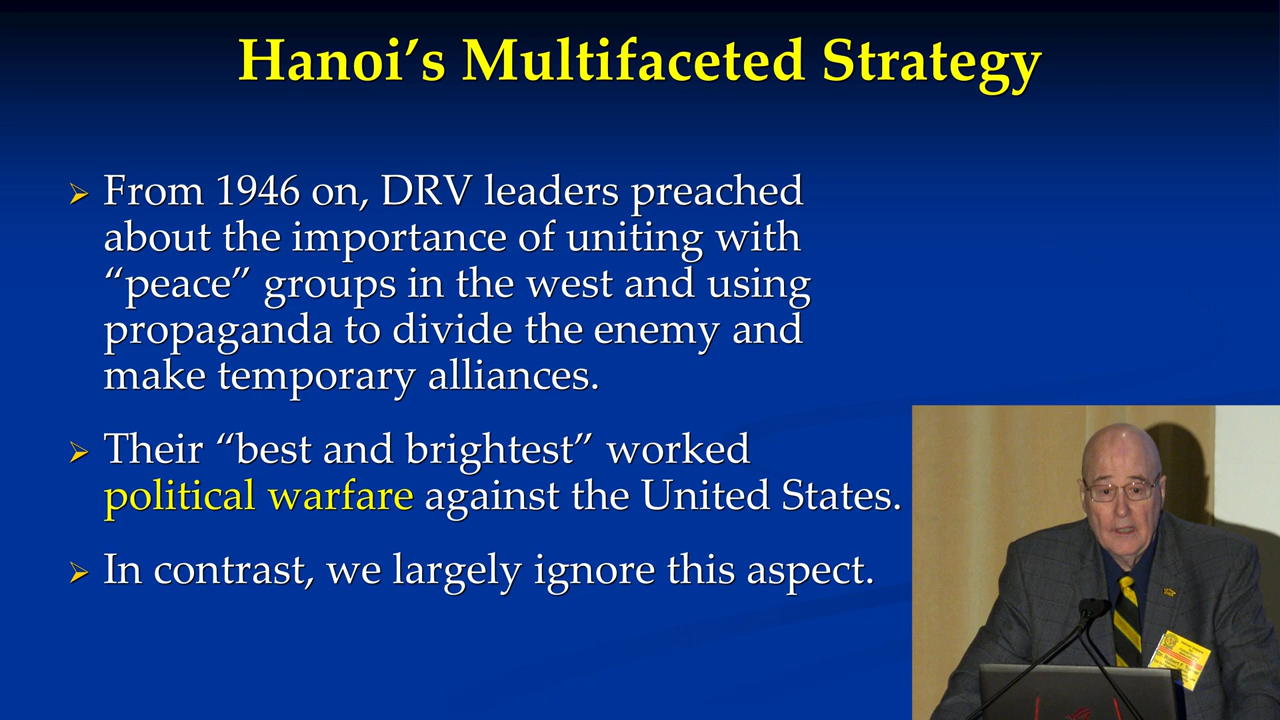 Hanoi’s Multifaceted Strategy
From 1946 on, DRV leaders preached
about the importance of uniting with
“peace” groups in the west and using
propaganda to divide the enemy and
make temporary alliances.
Their “best and brightest” worked
political warfare against the United States.
In contrast, we largely ignore this aspect.